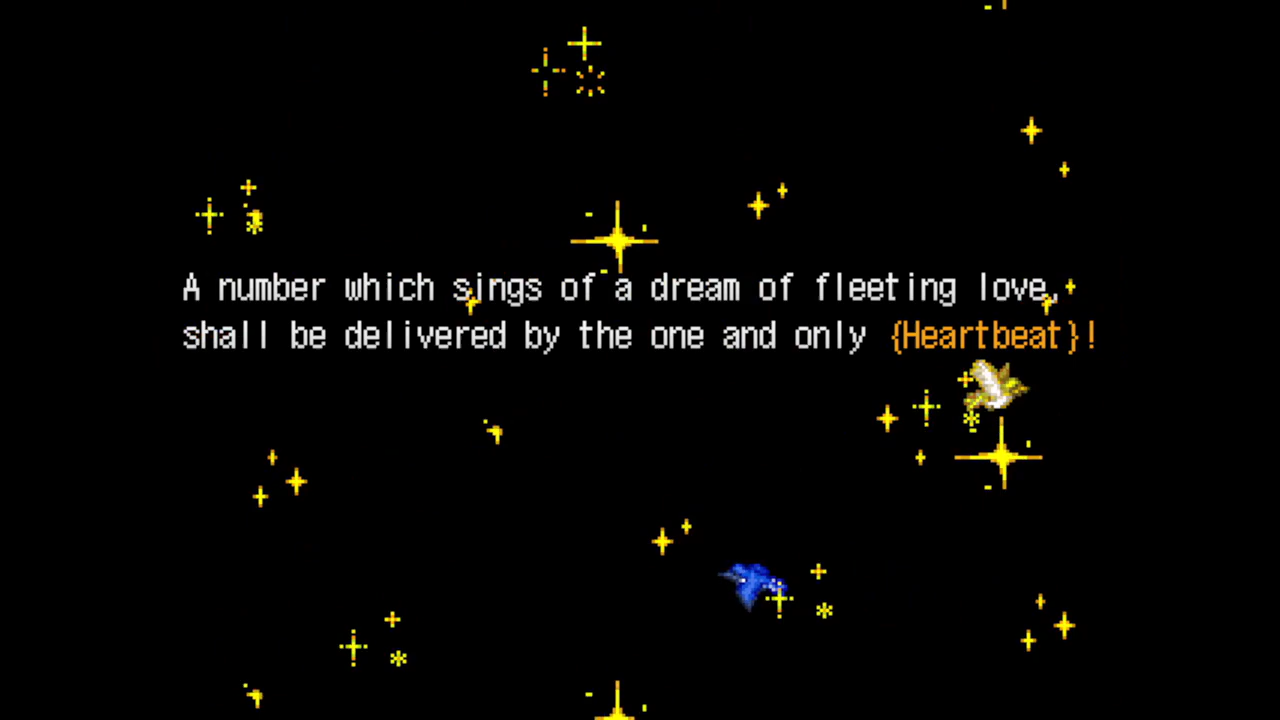 A number which sings of a dream of fleeting love,
shall be delivered by the one and only {Heartbeat}!